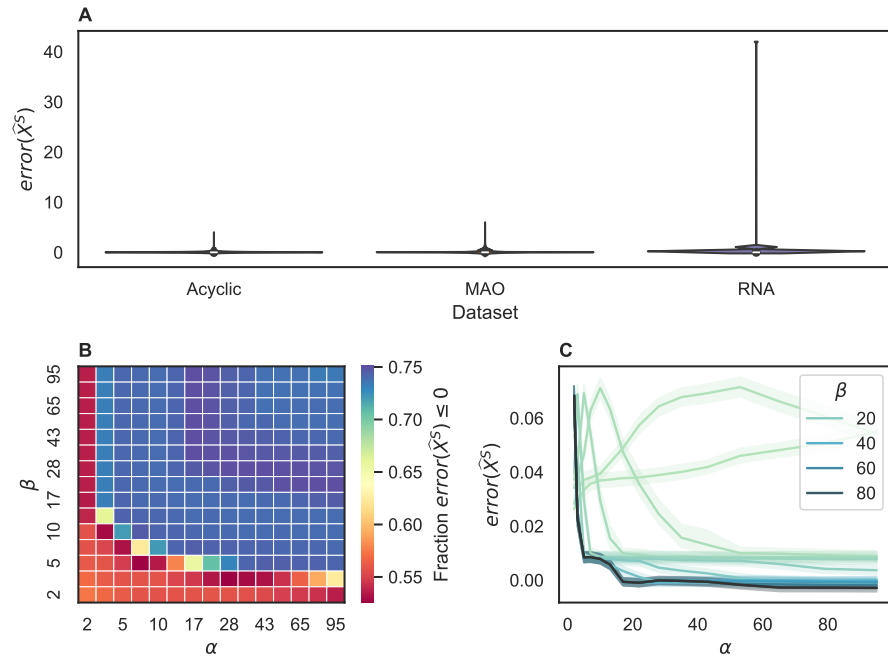 A
error(X̂ˢ)
40
30
20
10
0
Acyclic
MAO
RNA
Dataset
B
β
95
65
43
28
17
10
5
2
2
5
10
17
28
43
65
95
α
0.75
0.70
0.65
0.60
0.55
Fraction error(X̂ˢ) ≤ 0
C
error(X̂ˢ)
0.06
0.04
0.02
0.00
0
20
40
60
80
α
β
20
40
60
80